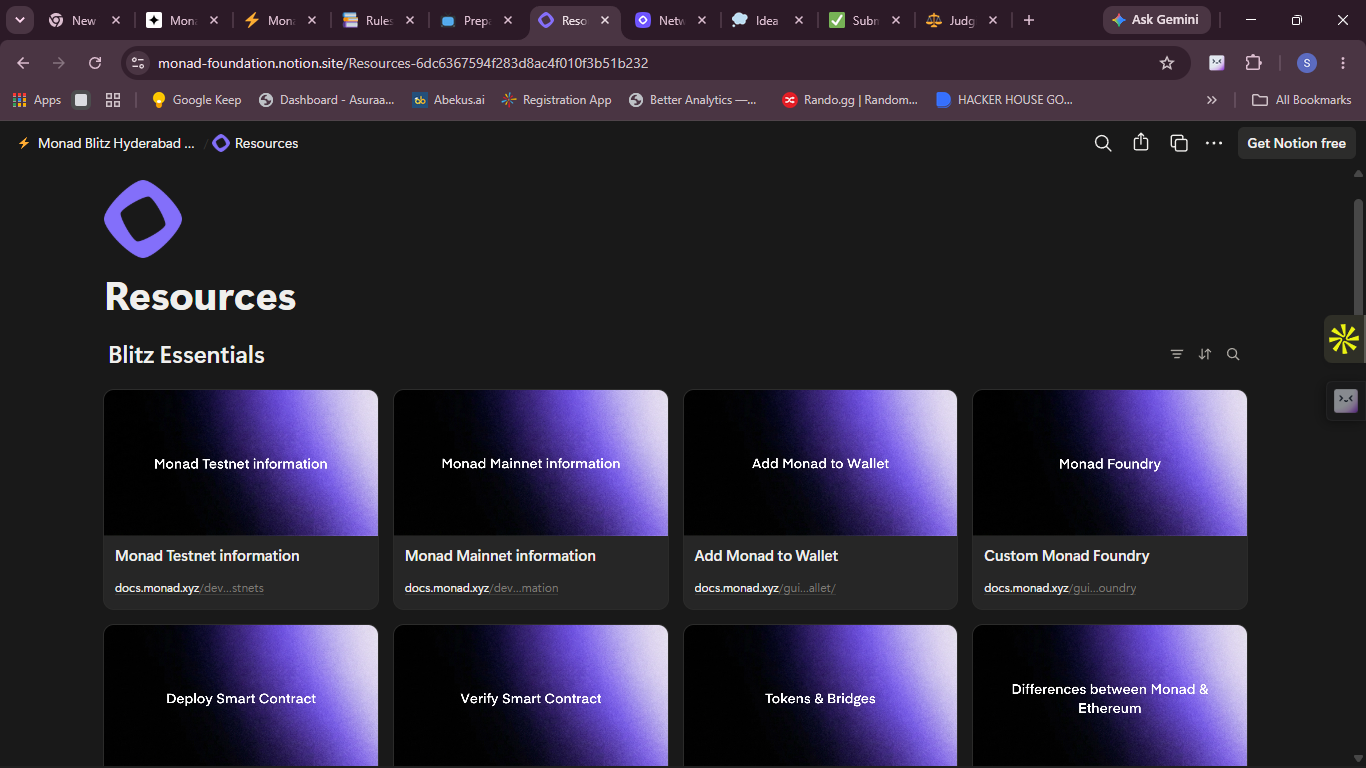 New
Mona
Mona
Rules
Prepa
Reso
Netw
Idea
Subn
Judg
Ask Gemini
monad-foundation.notion.site/Resources-6dc6367594f283d8ac4f010f3b51b232
S
Apps
Google Keep
Dashboard - Asuraa...
Abekus.ai
Registration App
Better Analytics —...
Rando.gg | Random...
HACKER HOUSE GO...
All Bookmarks
Monad Blitz Hyderabad ...
/
Resources
Get Notion free
Resources
Blitz Essentials
Monad Testnet information
Monad Mainnet information
Add Monad to Wallet
Monad Foundry
Monad Testnet information
Monad Mainnet information
Add Monad to Wallet
Custom Monad Foundry
docs.monad.xyz/dev...stnets
docs.monad.xyz/dev...mation
docs.monad.xyz/gui...allet/
docs.monad.xyz/gui...oundry
Deploy Smart Contract
Verify Smart Contract
Tokens & Bridges
Differences between Monad &
Ethereum